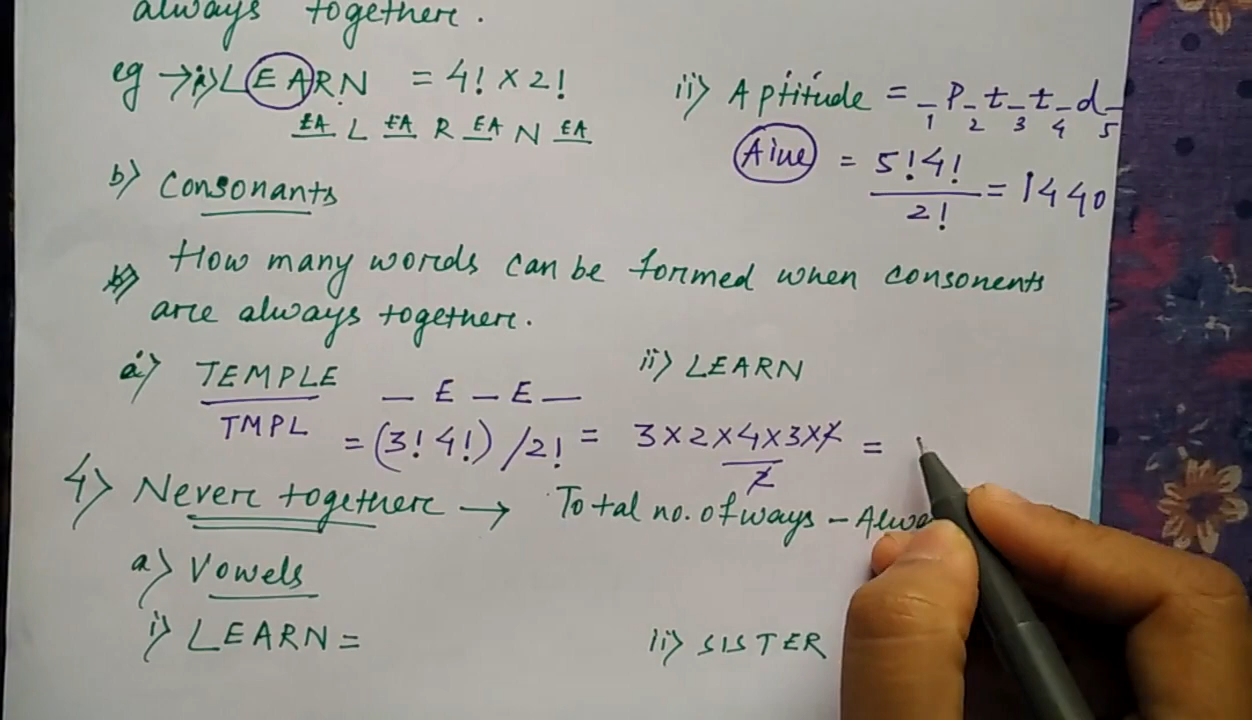 always together.
eg → i) LEARN = 4! × 2!
EA L EA R EA N EA
ii) Aptitude = _ P _ t _ t _ d _
1 2 3 4 5
Aiue = 5! 4! / 2! = 1440
b) Consonants
How many words can be formed when consonents
are always together.
i) TEMPLE _ E _ E _
TMPL = (3! 4!) / 2! = 3×2×4×3×2 / 2 =
ii) LEARN
4) Never together → Total no. of ways – Alwa
a) Vowels
i) LEARN =
ii) SISTER